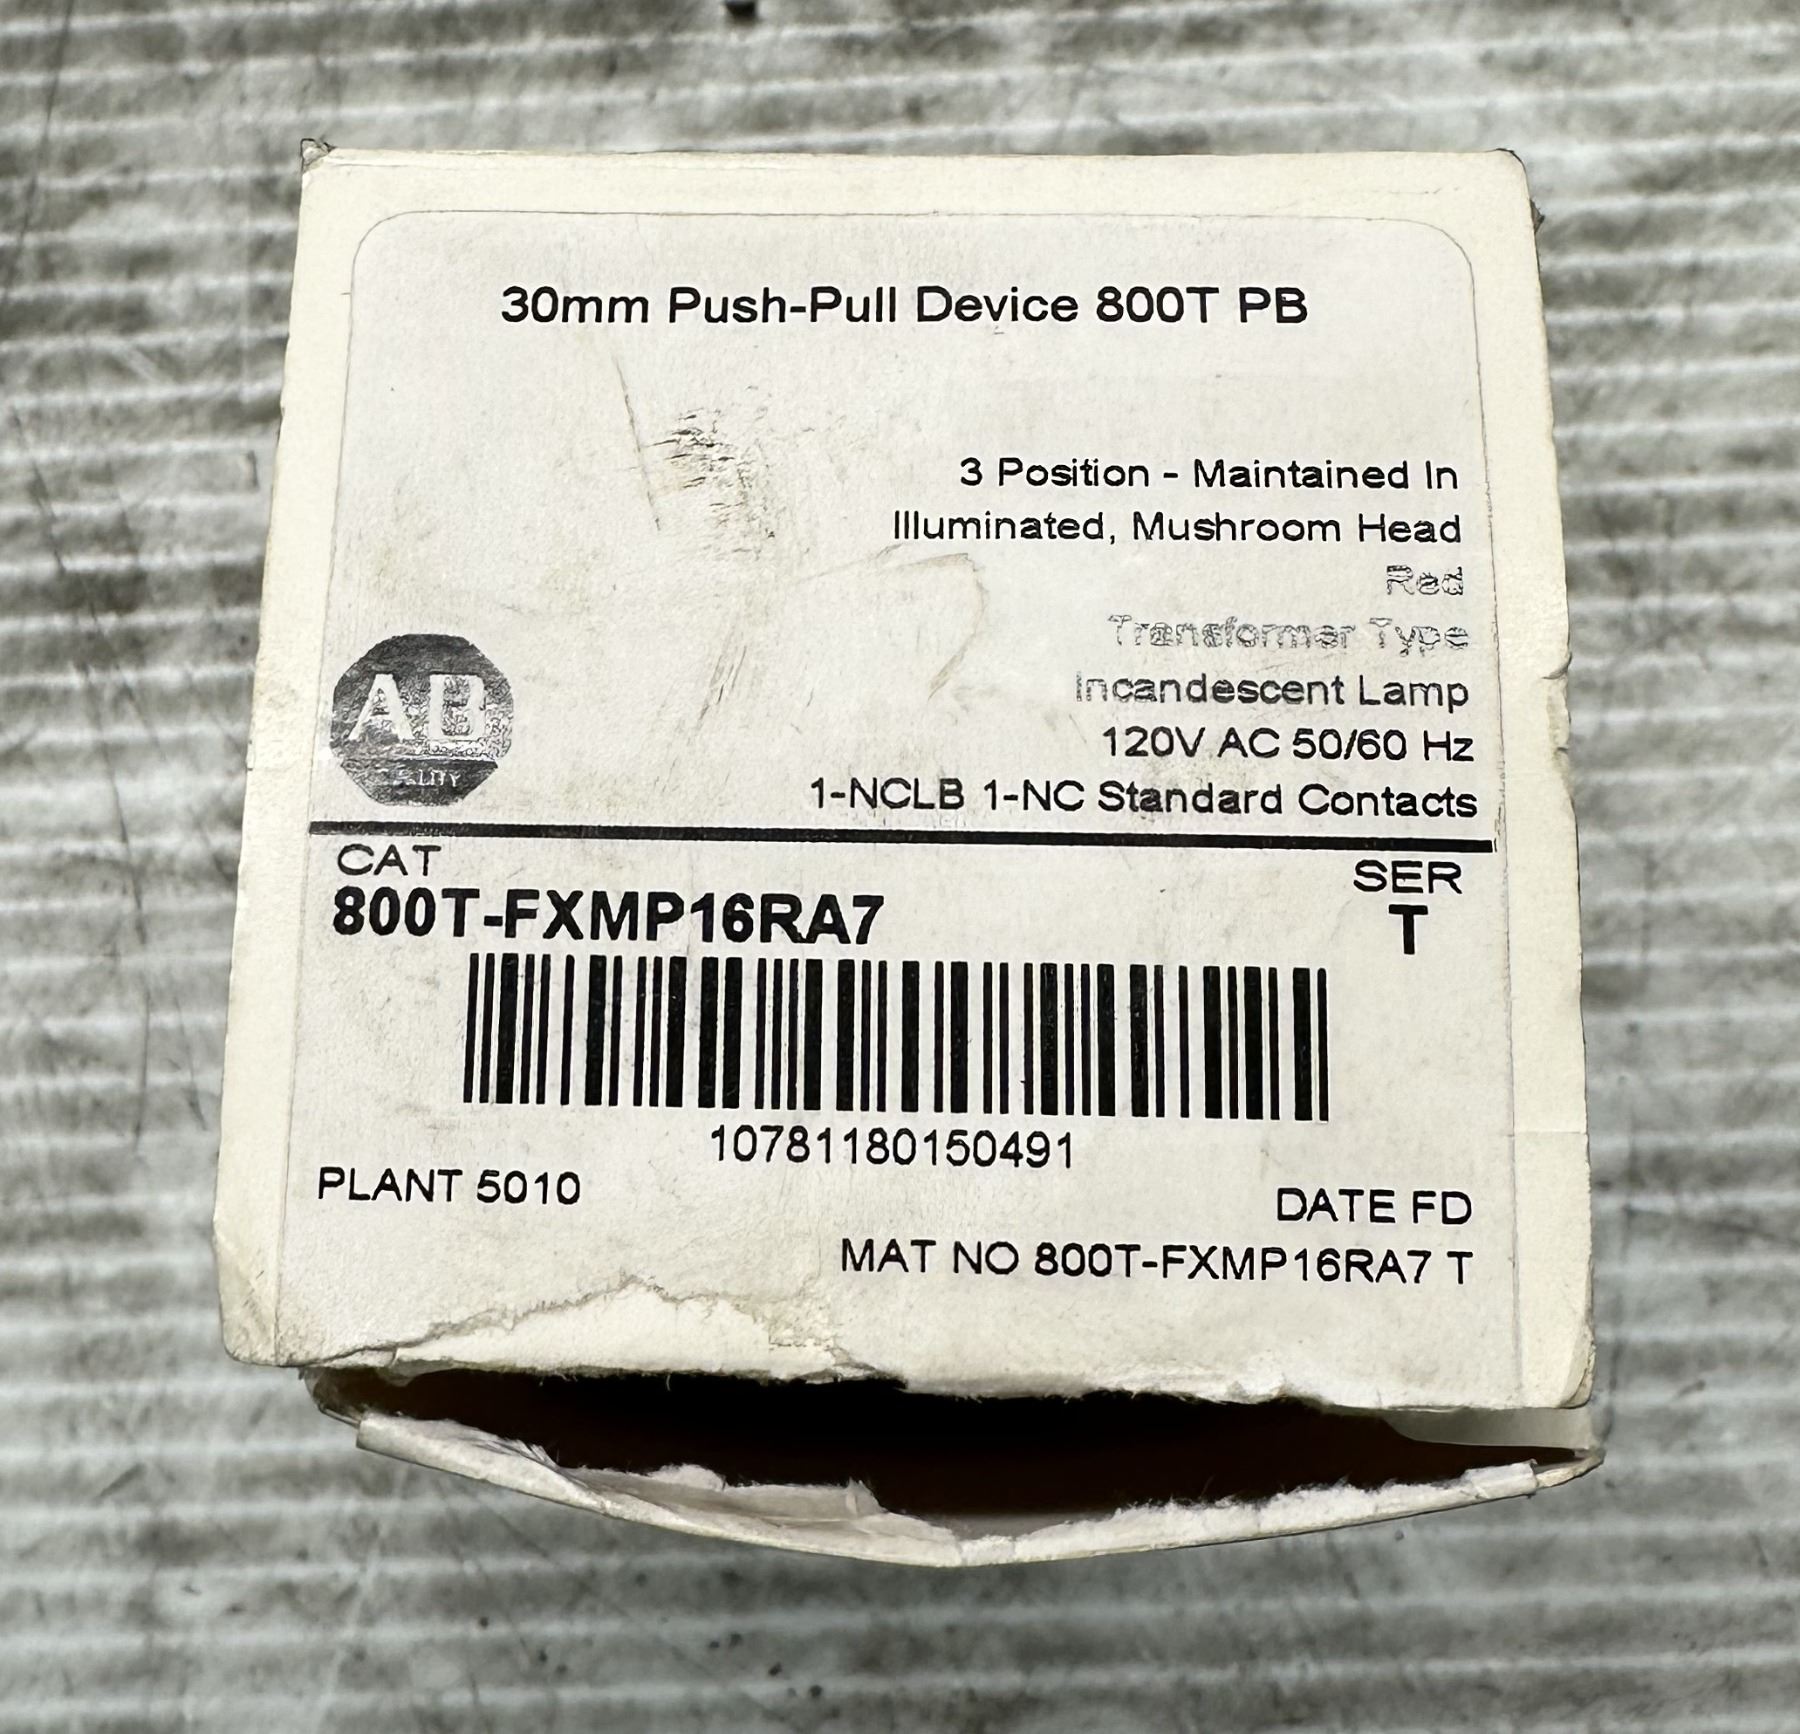 30mm Push-Pull Device 800T PB
3 Position - Maintained In
Illuminated, Mushroom Head
Red
Transformer Type
Incandescent Lamp
120V AC 50/60 Hz
1-NCLB 1-NC Standard Contacts
AB
CAT
800T-FXMP16RA7
SER
T
10781180150491
PLANT 5010
DATE FD
MAT NO 800T-FXMP16RA7 T